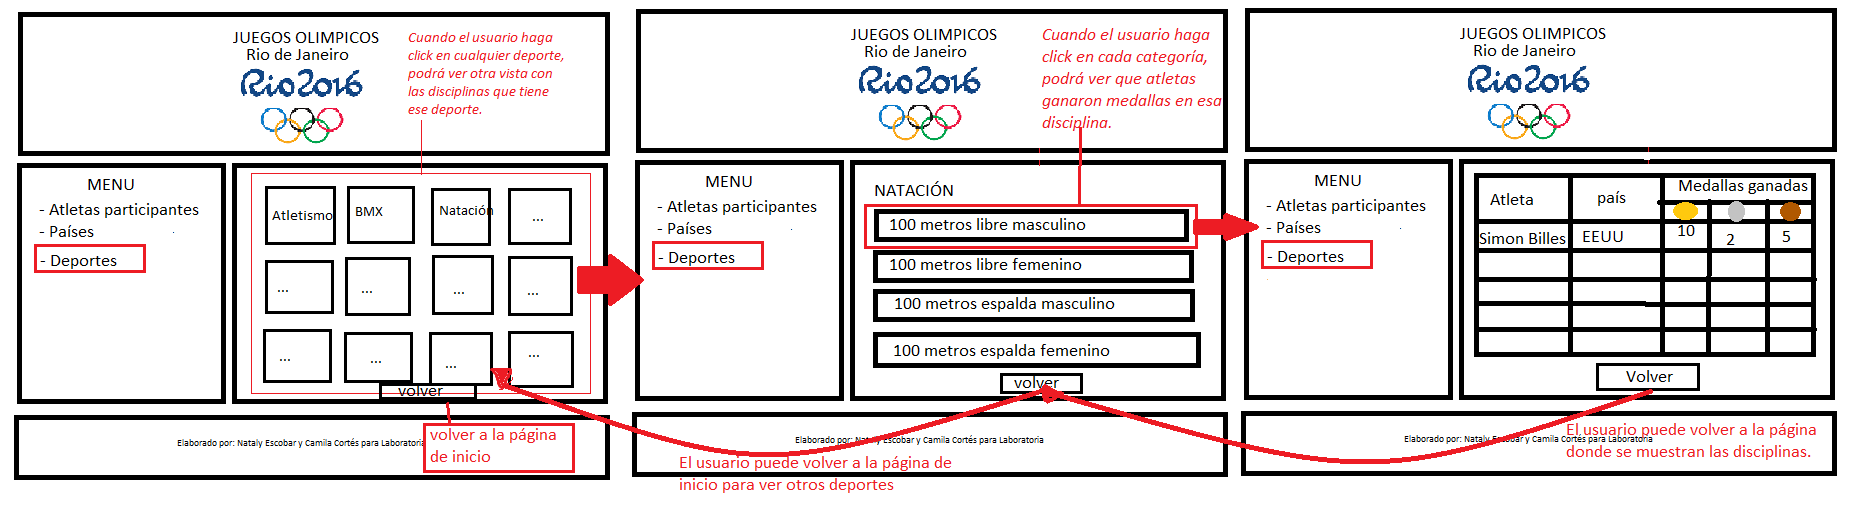 JUEGOS OLIMPICOS
Rio de Janeiro
Rio2016
Cuando el usuario haga
click en cualquier deporte,
podrá ver otra vista con
las disciplinas que tiene
ese deporte.
MENU
- Atletas participantes
- Países
- Deportes
Atletismo
BMX
Natación
...
...
...
...
...
...
...
...
...
volver
Elaborado por: Nataly Escobar y Camila Cortés para Laboratoria
volver a la página
de inicio
JUEGOS OLIMPICOS
Rio de Janeiro
Rio2016
Cuando el usuario haga
click en cada categoría,
podrá ver que atletas
ganaron medallas en esa
disciplina.
MENU
- Atletas participantes
- Países
- Deportes
NATACIÓN
100 metros libre masculino
100 metros libre femenino
100 metros espalda masculino
100 metros espalda femenino
volver
Elaborado por: Nataly Escobar y Camila Cortés para Laboratoria
El usuario puede volver a la página de
inicio para ver otros deportes
JUEGOS OLIMPICOS
Rio de Janeiro
Rio2016
MENU
- Atletas participantes
- Países
- Deportes
Atleta país Medallas ganadas
Simon Billes EEUU 10 2 5
Volver
Elaborado por: Nataly Escobar y Camila Cortés para Laboratoria
El usuario puede volver a la página
donde se muestran las disciplinas.